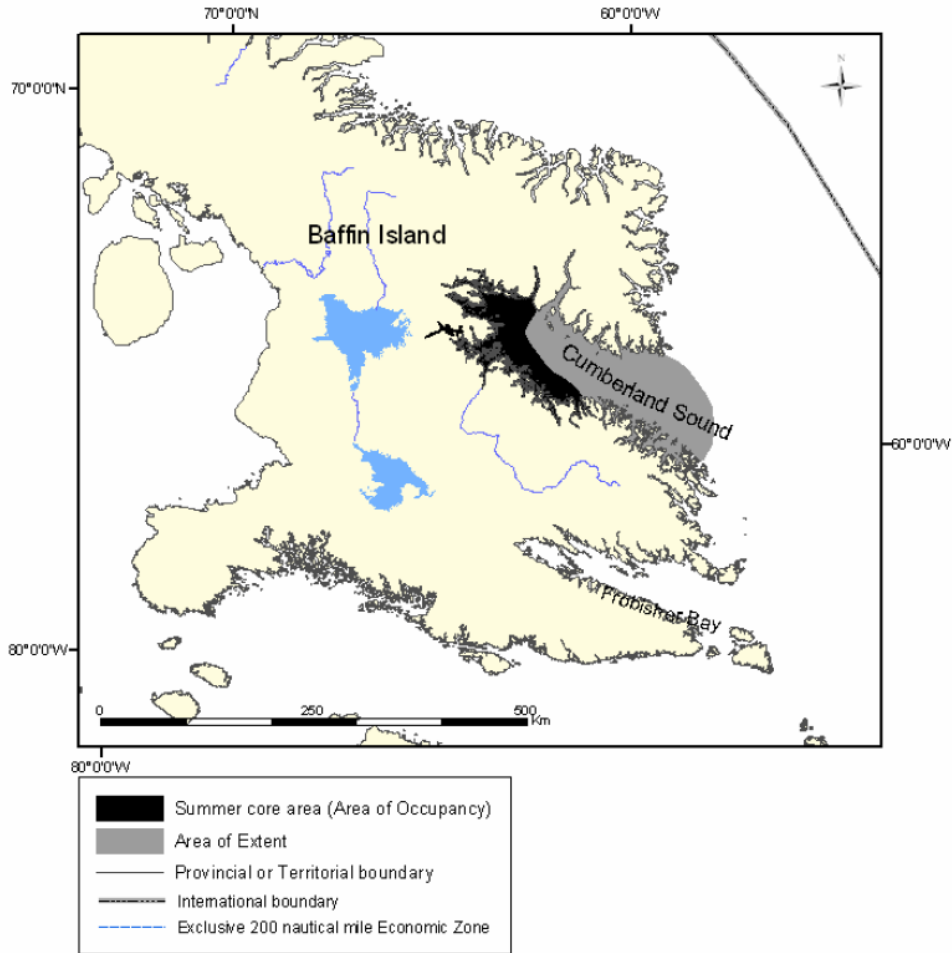 70°0'0"N
60°0'0"W
N
70°0'0"N
Baffin Island
Cumberland Sound
60°0'0"W
Frobisher Bay
80°0'0"W
0
250
500
Km
80°0'0"W
Summer core area (Area of Occupancy)
Area of Extent
Provincial or Territorial boundary
International boundary
Exclusive 200 nautical mile Economic Zone